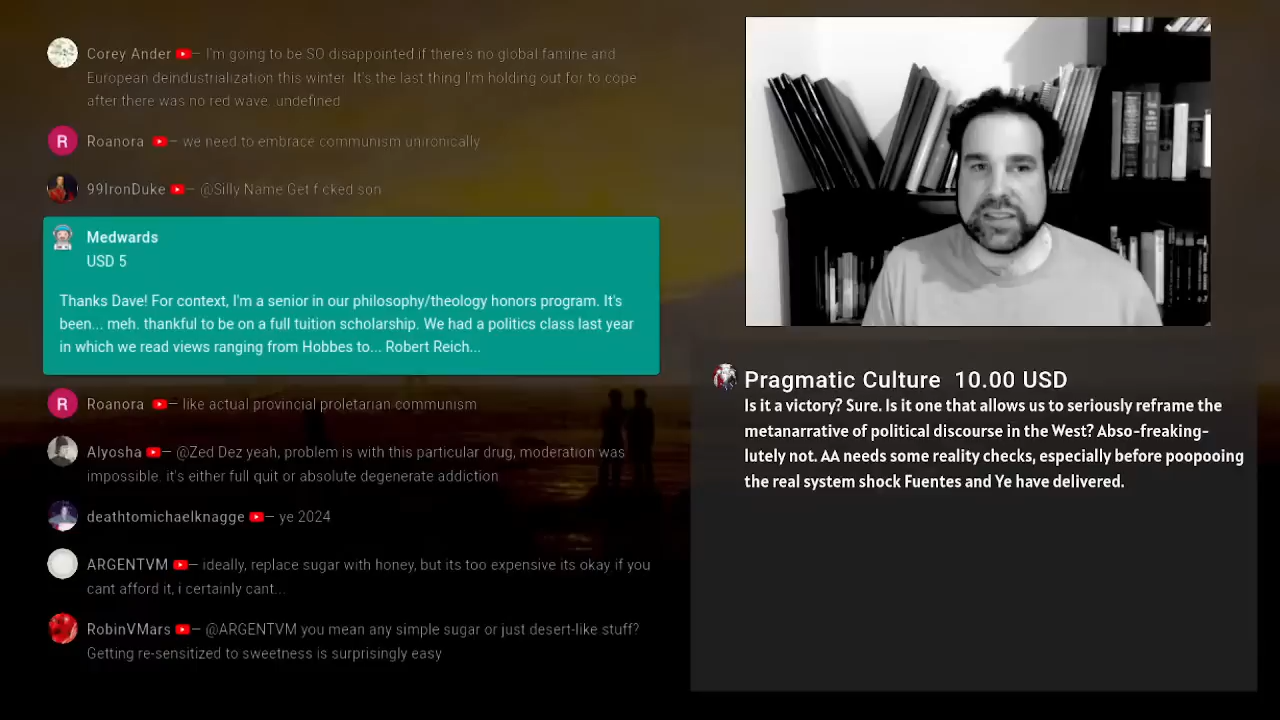 Corey Ander — I'm going to be SO disappointed if there's no global famine and
European deindustrialization this winter. It's the last thing I'm holding out for to cope
after there was no red wave. undefined
R Roanora — we need to embrace communism unironically
99IronDuke — @Silly Name Get f cked son
Medwards
USD 5
Thanks Dave! For context, I'm a senior in our philosophy/theology honors program. It's
been... meh. thankful to be on a full tuition scholarship. We had a politics class last year
in which we read views ranging from Hobbes to... Robert Reich...
R Roanora — like actual provincial proletarian communism
Alyosha — @Zed Dez yeah, problem is with this particular drug, moderation was
impossible. it's either full quit or absolute degenerate addiction
deathtomichaelknagge — ye 2024
ARGENTVM — ideally, replace sugar with honey, but its too expensive its okay if you
cant afford it, i certainly cant...
RobinVMars — @ARGENTVM you mean any simple sugar or just desert-like stuff?
Getting re-sensitized to sweetness is surprisingly easy
Pragmatic Culture 10.00 USD
Is it a victory? Sure. Is it one that allows us to seriously reframe the
metanarrative of political discourse in the West? Abso-freaking-
lutely not. AA needs some reality checks, especially before poopooing
the real system shock Fuentes and Ye have delivered.